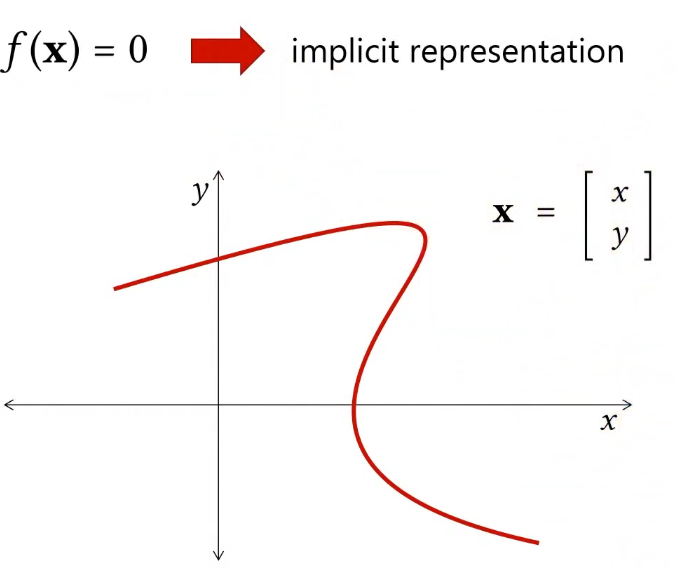 f(x) = 0 implicit representation
y
x = [ x
y ]
x